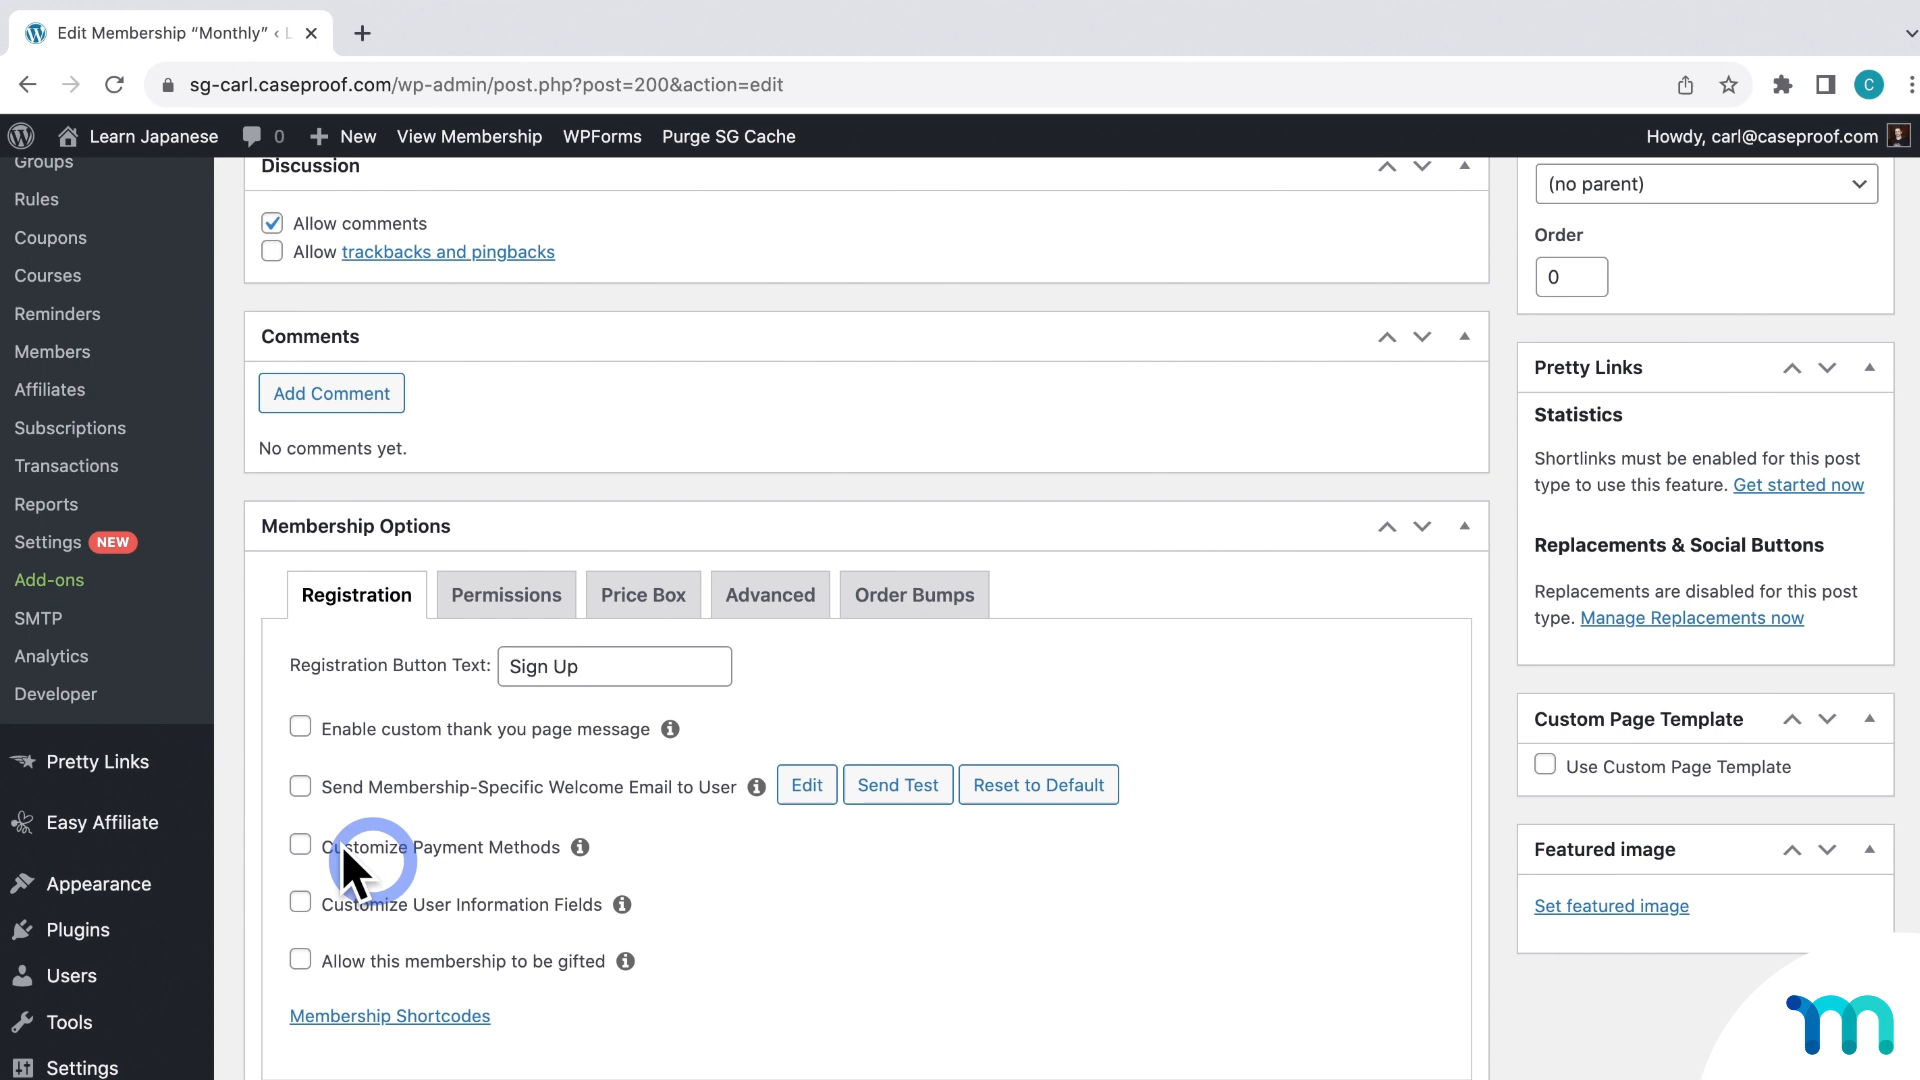 Edit Membership “Monthly” ‹ L
sg-carl.caseproof.com/wp-admin/post.php?post=200&action=edit
C
Learn Japanese
0
New
View Membership
WPForms
Purge SG Cache
Howdy, carl@caseproof.com
Groups
Rules
Coupons
Courses
Reminders
Members
Affiliates
Subscriptions
Transactions
Reports
Settings NEW
Add-ons
SMTP
Analytics
Developer
Pretty Links
Easy Affiliate
Appearance
Plugins
Users
Tools
Settings
Discussion
Allow comments
Allow trackbacks and pingbacks
Comments
Add Comment
No comments yet.
Membership Options
Registration
Permissions
Price Box
Advanced
Order Bumps
Registration Button Text: Sign Up
Enable custom thank you page message
Send Membership-Specific Welcome Email to User
Edit
Send Test
Reset to Default
Customize Payment Methods
Customize User Information Fields
Allow this membership to be gifted
Membership Shortcodes
(no parent)
Order
0
Pretty Links
Statistics
Shortlinks must be enabled for this post
type to use this feature. Get started now
Replacements & Social Buttons
Replacements are disabled for this post
type. Manage Replacements now
Custom Page Template
Use Custom Page Template
Featured image
Set featured image
m